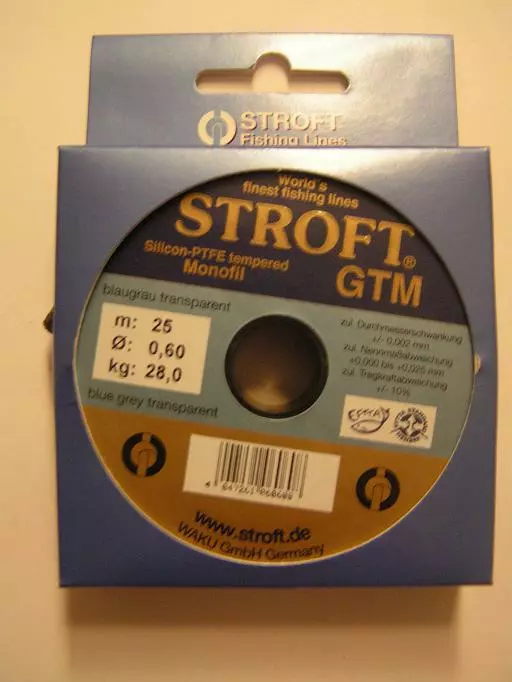 STROFT
Fishing Lines
World's
finest fishing lines
STROFT®
Silicon-PTFE tempered
Monofil
GTM
blaugrau transparent
m: 25
Ø: 0,60
kg: 28,0
blue grey transparent
zul. Durchmesserschwankung
+/- 0,002 mm
zul. Nennmaßabweichung
±0,000 bis +0,025 mm
zul. Tragkraftabweichung
+/- 10%
www.stroft.de
WAKU GmbH Germany